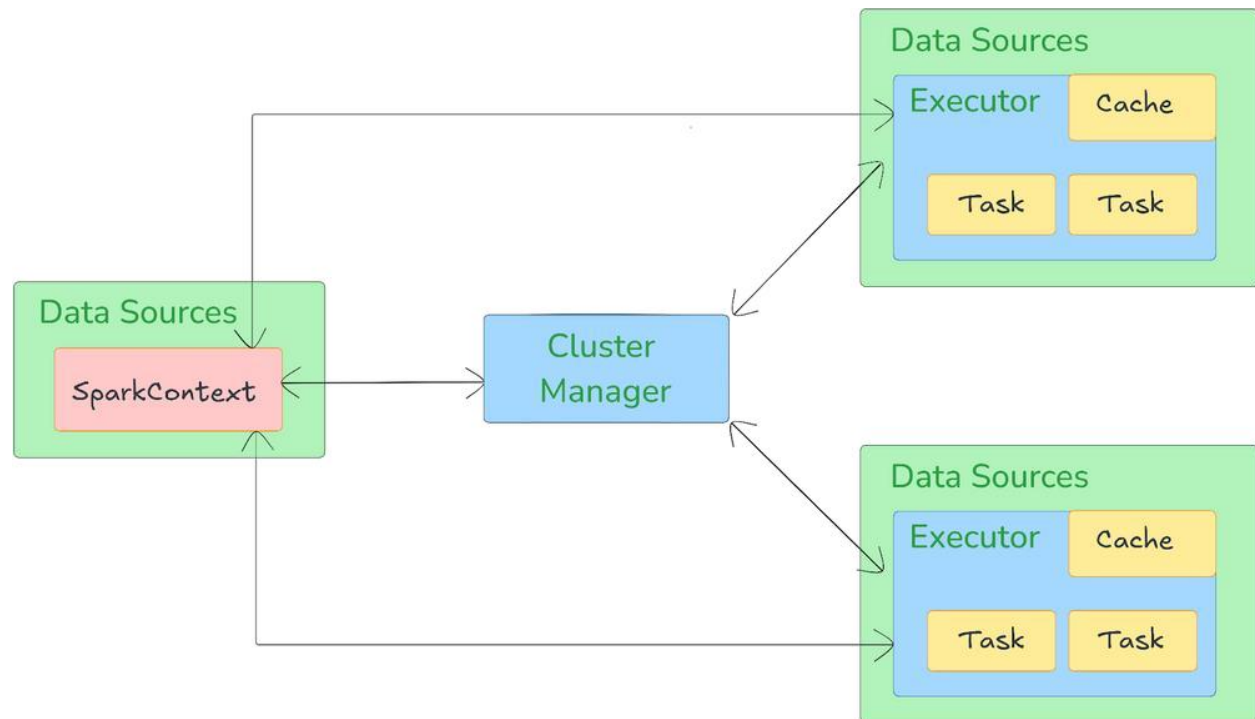 Data Sources
SparkContext
Cluster
Manager
Data Sources
Executor
Cache
Task
Task
Data Sources
Executor
Cache
Task
Task